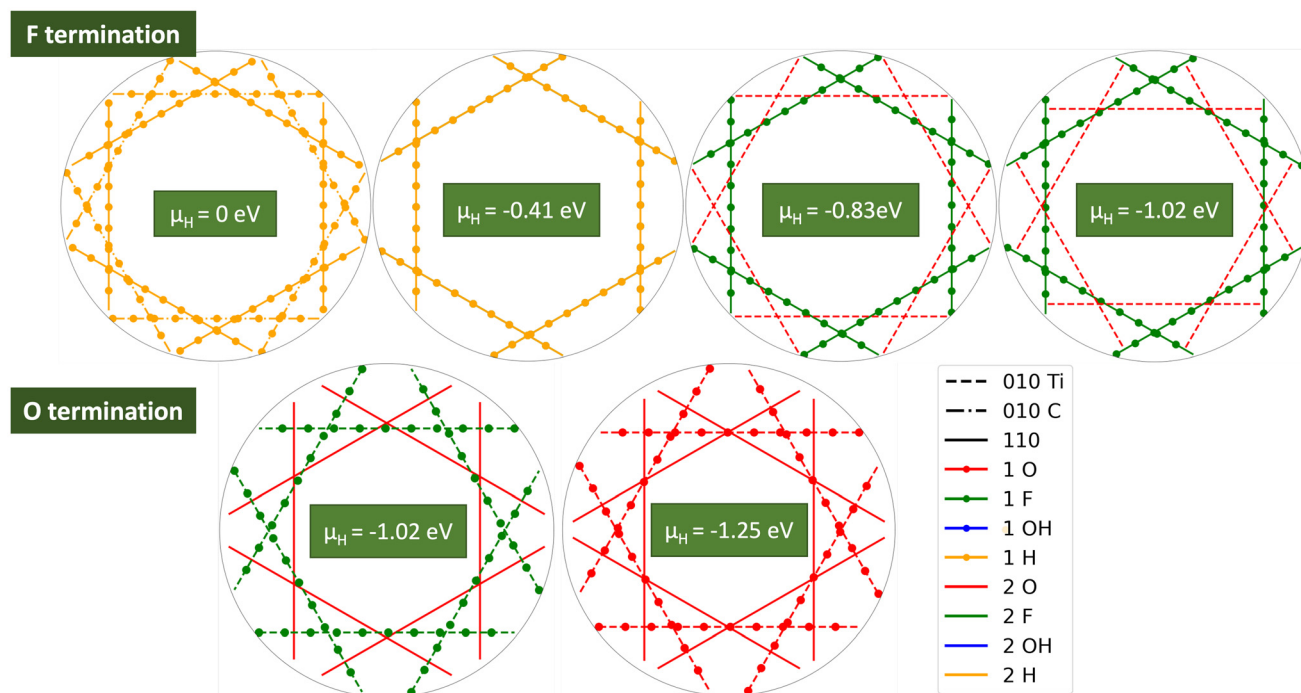 F termination
μH = 0 eV
μH = -0.41 eV
μH = -0.83eV
μH = -1.02 eV
O termination
μH = -1.02 eV
μH = -1.25 eV
010 Ti
010 C
110
1 O
1 F
1 OH
1 H
2 O
2 F
2 OH
2 H